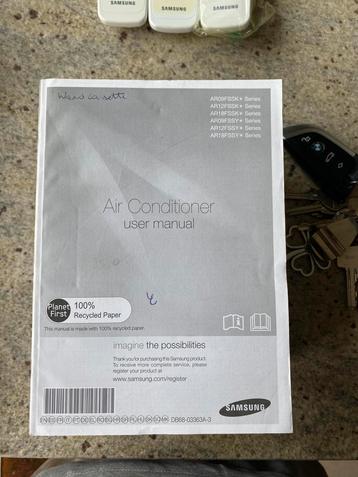 SAMSUNG
SAMSUNG
SAMSUNG
Wand cassette
AR09FSSK∗ Series
AR12FSSK∗ Series
AR18FSSK∗ Series
AR09FSSY∗ Series
AR12FSSY∗ Series
AR18FSSY∗ Series
Air Conditioner
user manual
Planet
First
100%
Recycled Paper
This manual is made with 100% recycled paper.
imagine the possibilities
Thank you for purchasing this Samsung product.
To receive more complete service, please
register your product at
www.samsung.com/register
SAMSUNG
DB68-03363A-3